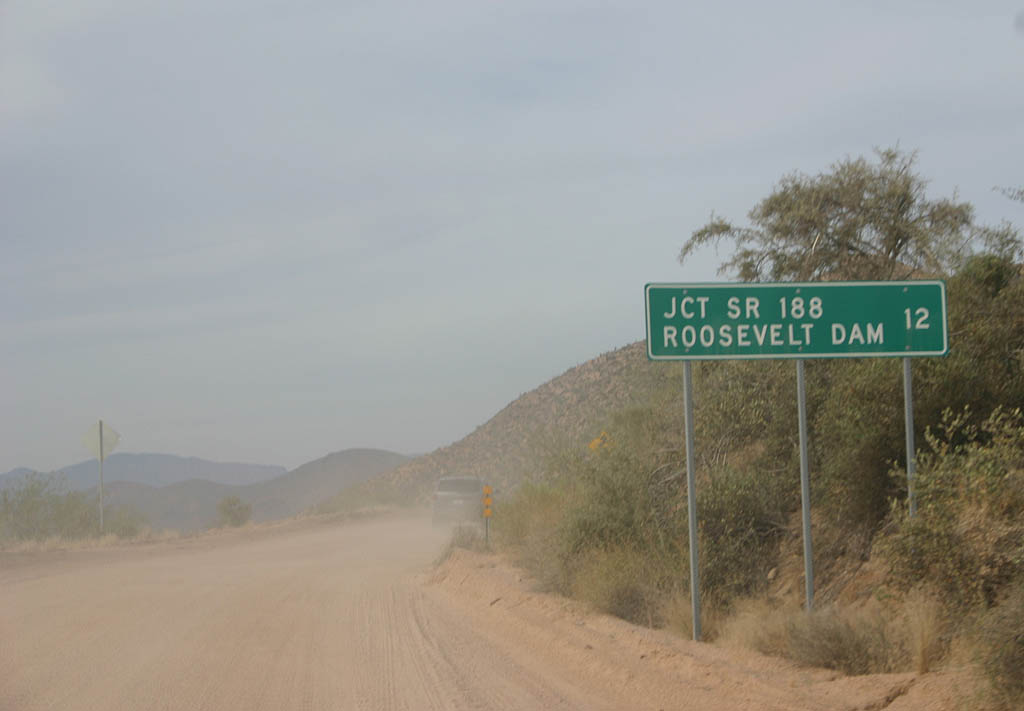 JCT SR 188
ROOSEVELT DAM 12